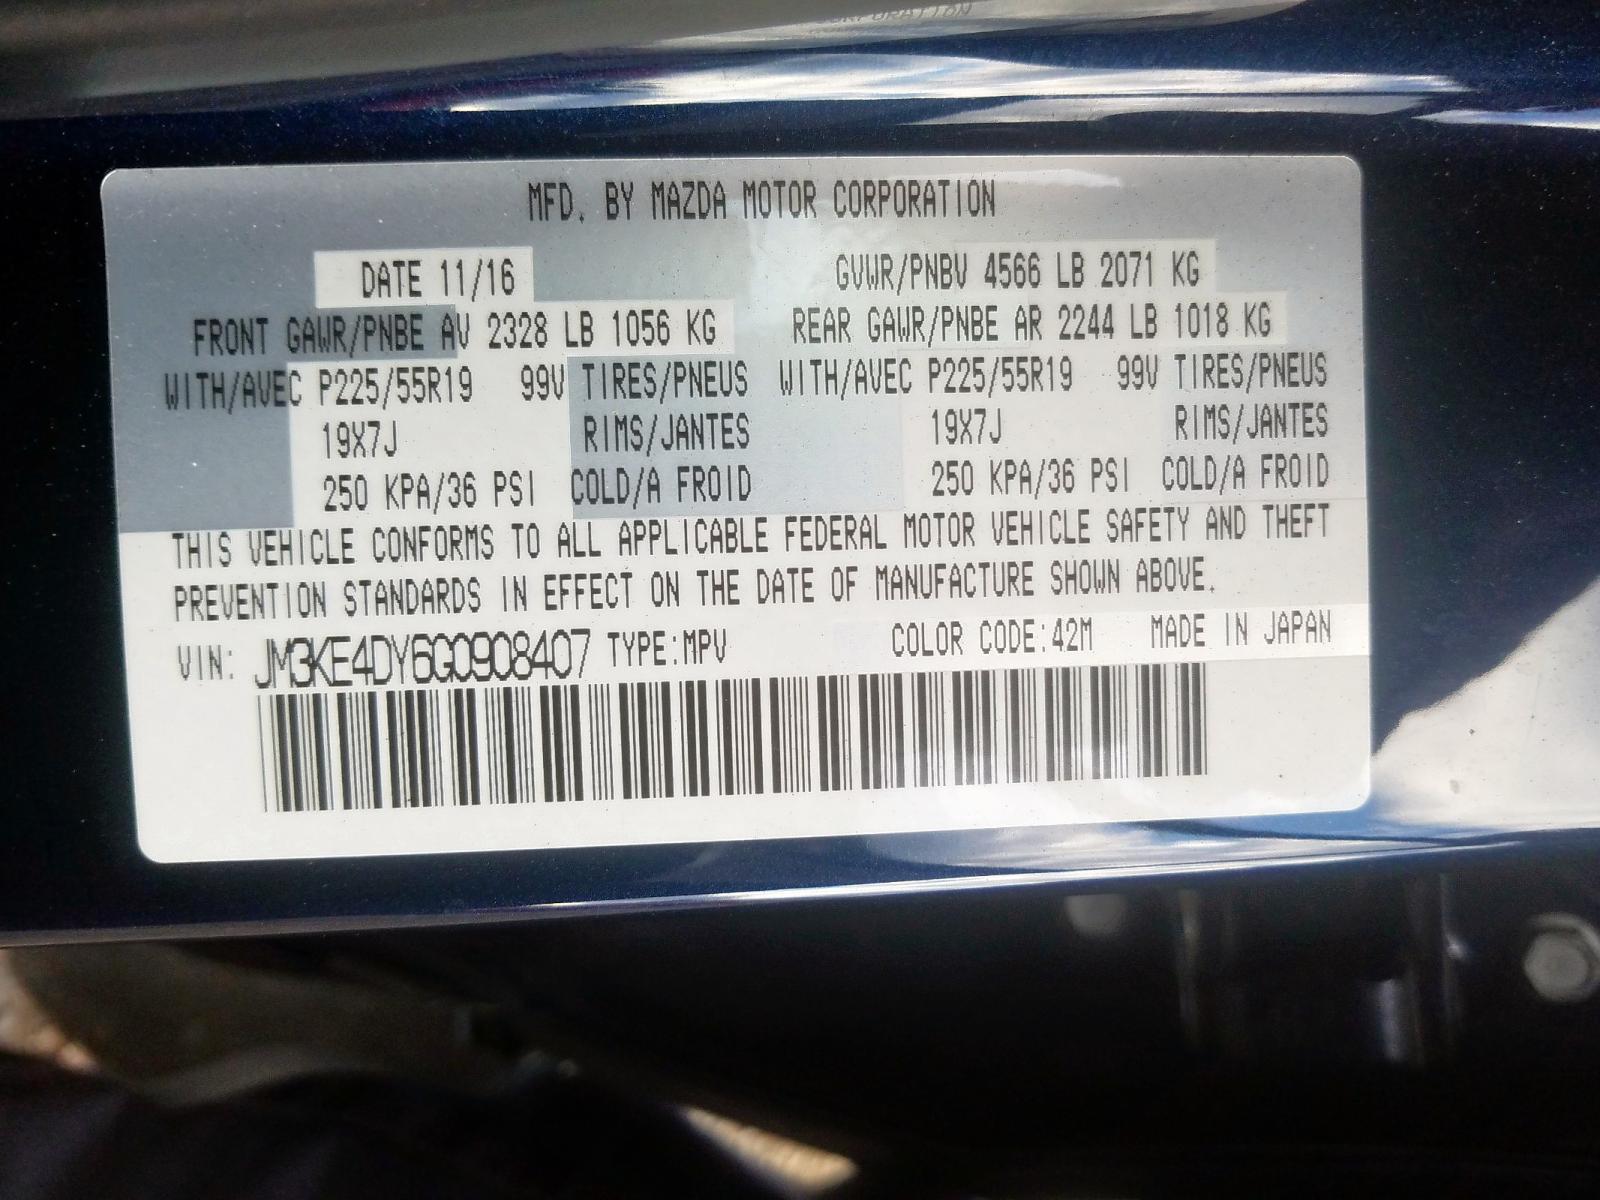 MFD. BY MAZDA MOTOR CORPORATION
DATE 11/16 GVWR/PNBV 4566 LB 2071 KG
FRONT GAWR/PNBE AV 2328 LB 1056 KG REAR GAWR/PNBE AR 2244 LB 1018 KG
WITH/AVEC P225/55R19 99V TIRES/PNEUS WITH/AVEC P225/55R19 99V TIRES/PNEUS
19X7J RIMS/JANTES 19X7J RIMS/JANTES
250 KPA/36 PSI COLD/A FROID 250 KPA/36 PSI COLD/A FROID
THIS VEHICLE CONFORMS TO ALL APPLICABLE FEDERAL MOTOR VEHICLE SAFETY AND THEFT
PREVENTION STANDARDS IN EFFECT ON THE DATE OF MANUFACTURE SHOWN ABOVE.
VIN: JM3KE4DY6G0908407 TYPE:MPV COLOR CODE:42M MADE IN JAPAN